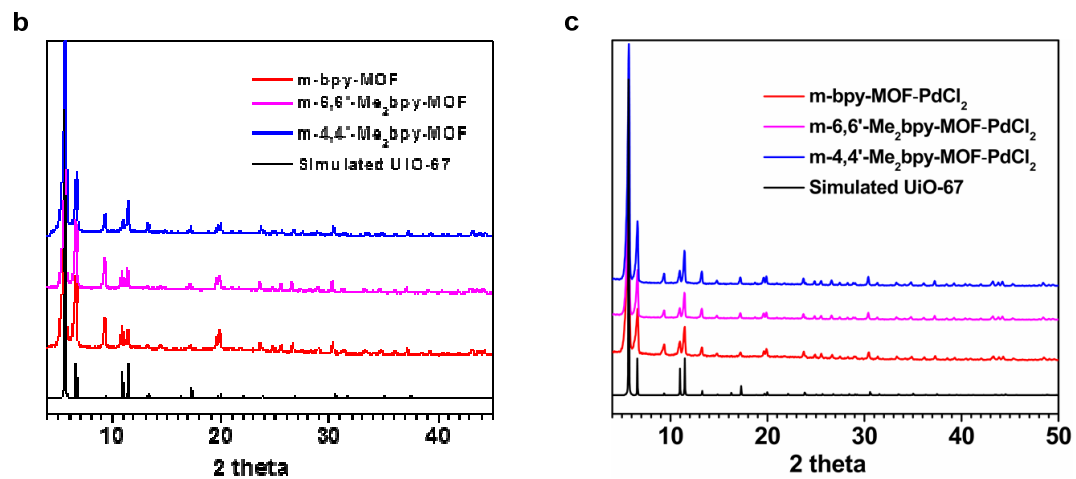 b
m-bpy-MOF
m-6,6'-Me₂bpy-MOF
m-4,4'-Me₂bpy-MOF
Simulated UiO-67
10 20 30 40
2 theta
c
m-bpy-MOF-PdCl₂
m-6,6'-Me₂bpy-MOF-PdCl₂
m-4,4'-Me₂bpy-MOF-PdCl₂
Simulated UiO-67
10 20 30 40 50
2 theta